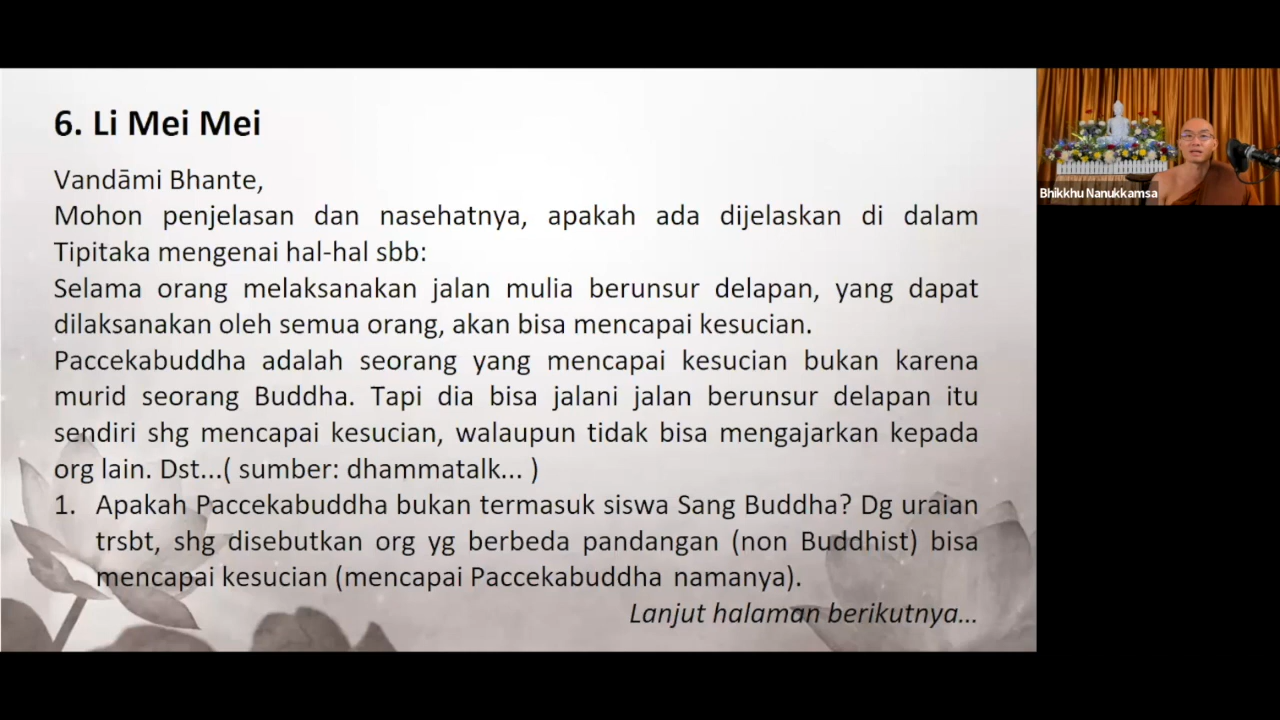 6. Li Mei Mei
Vandāmi Bhante,
Mohon penjelasan dan nasehatnya, apakah ada dijelaskan di dalam
Tipitaka mengenai hal-hal sbb:
Selama orang melaksanakan jalan mulia berunsur delapan, yang dapat
dilaksanakan oleh semua orang, akan bisa mencapai kesucian.
Paccekabuddha adalah seorang yang mencapai kesucian bukan karena
murid seorang Buddha. Tapi dia bisa jalani jalan berunsur delapan itu
sendiri shg mencapai kesucian, walaupun tidak bisa mengajarkan kepada
org lain. Dst...( sumber: dhammatalk... )
1. Apakah Paccekabuddha bukan termasuk siswa Sang Buddha? Dg uraian
trsbt, shg disebutkan org yg berbeda pandangan (non Buddhist) bisa
mencapai kesucian (mencapai Paccekabuddha namanya).
Lanjut halaman berikutnya...
Bhikkhu Nanukkamsa